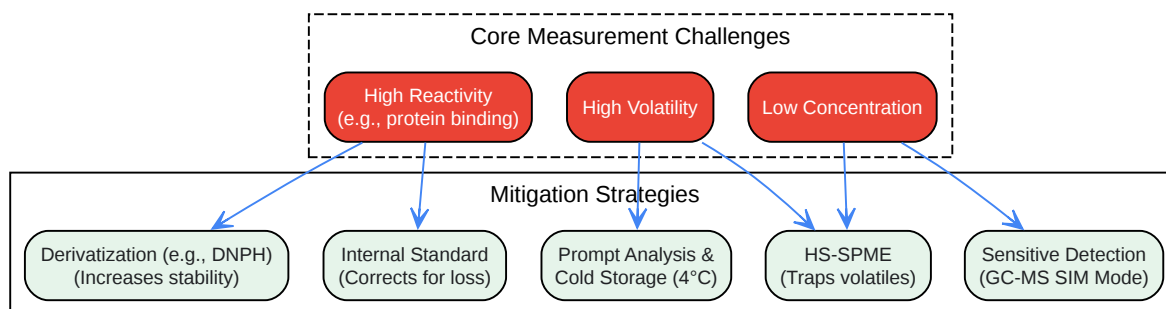 Core Measurement Challenges
High Reactivity
(e.g., protein binding)
High Volatility
Low Concentration
Mitigation Strategies
Derivatization (e.g., DNPH)
(Increases stability)
Internal Standard
(Corrects for loss)
Prompt Analysis &
Cold Storage (4°C)
HS-SPME
(Traps volatiles)
Sensitive Detection
(GC-MS SIM Mode)